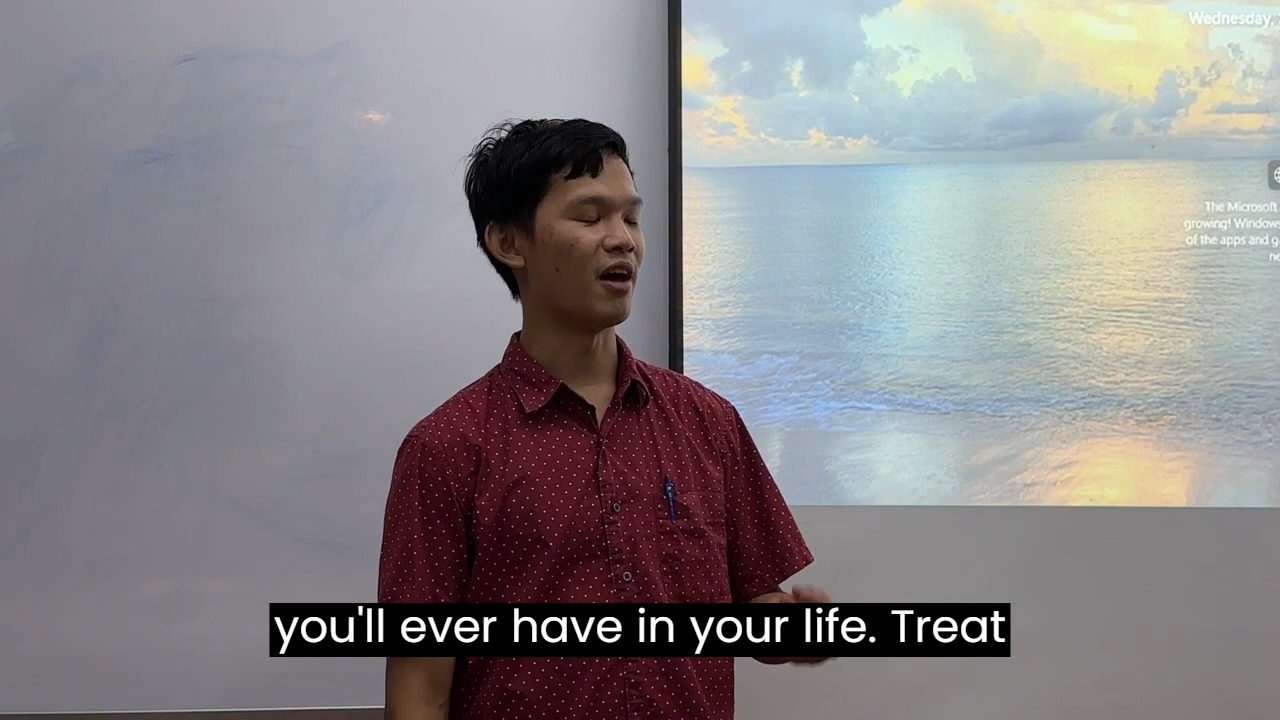 Wednesday,
The Microsoft
growing! Windows
of the apps and
you'll ever have in your life. Treat